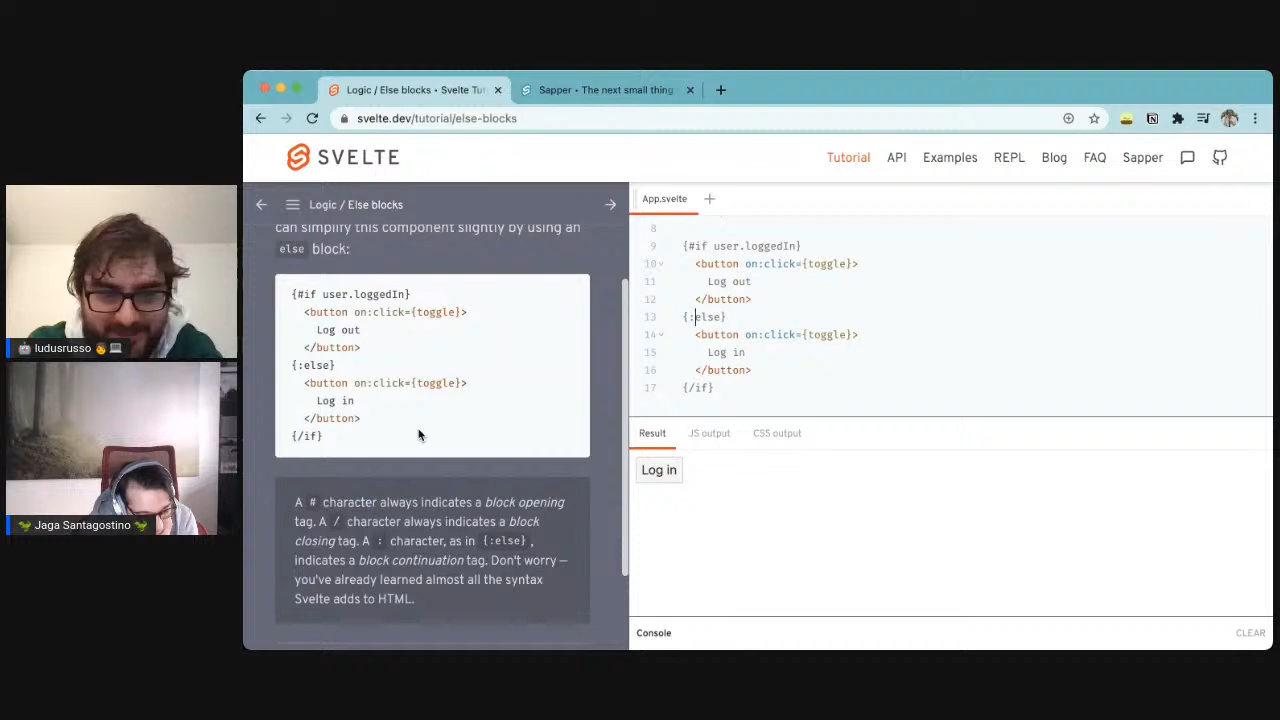 Logic / Else blocks • Svelte Tut
Sapper • The next small thing
svelte.dev/tutorial/else-blocks
SVELTE
Tutorial API Examples REPL Blog FAQ Sapper
Logic / Else blocks
can simplify this component slightly by using an
else block:
{#if user.loggedIn}
<button on:click={toggle}>
Log out
</button>
{:else}
<button on:click={toggle}>
Log in
</button>
{/if}
A # character always indicates a block opening
tag. A / character always indicates a block
closing tag. A : character, as in {:else},
indicates a block continuation tag. Don't worry —
you've already learned almost all the syntax
Svelte adds to HTML.
App.svelte
8
9 {#if user.loggedIn}
10 <button on:click={toggle}>
11 Log out
12 </button>
13 {:else}
14 <button on:click={toggle}>
15 Log in
16 </button>
17 {/if}
Result JS output CSS output
Log in
Console CLEAR
🤖 ludusrusso 👨‍💻
🦖 Jaga Santagostino 🦖